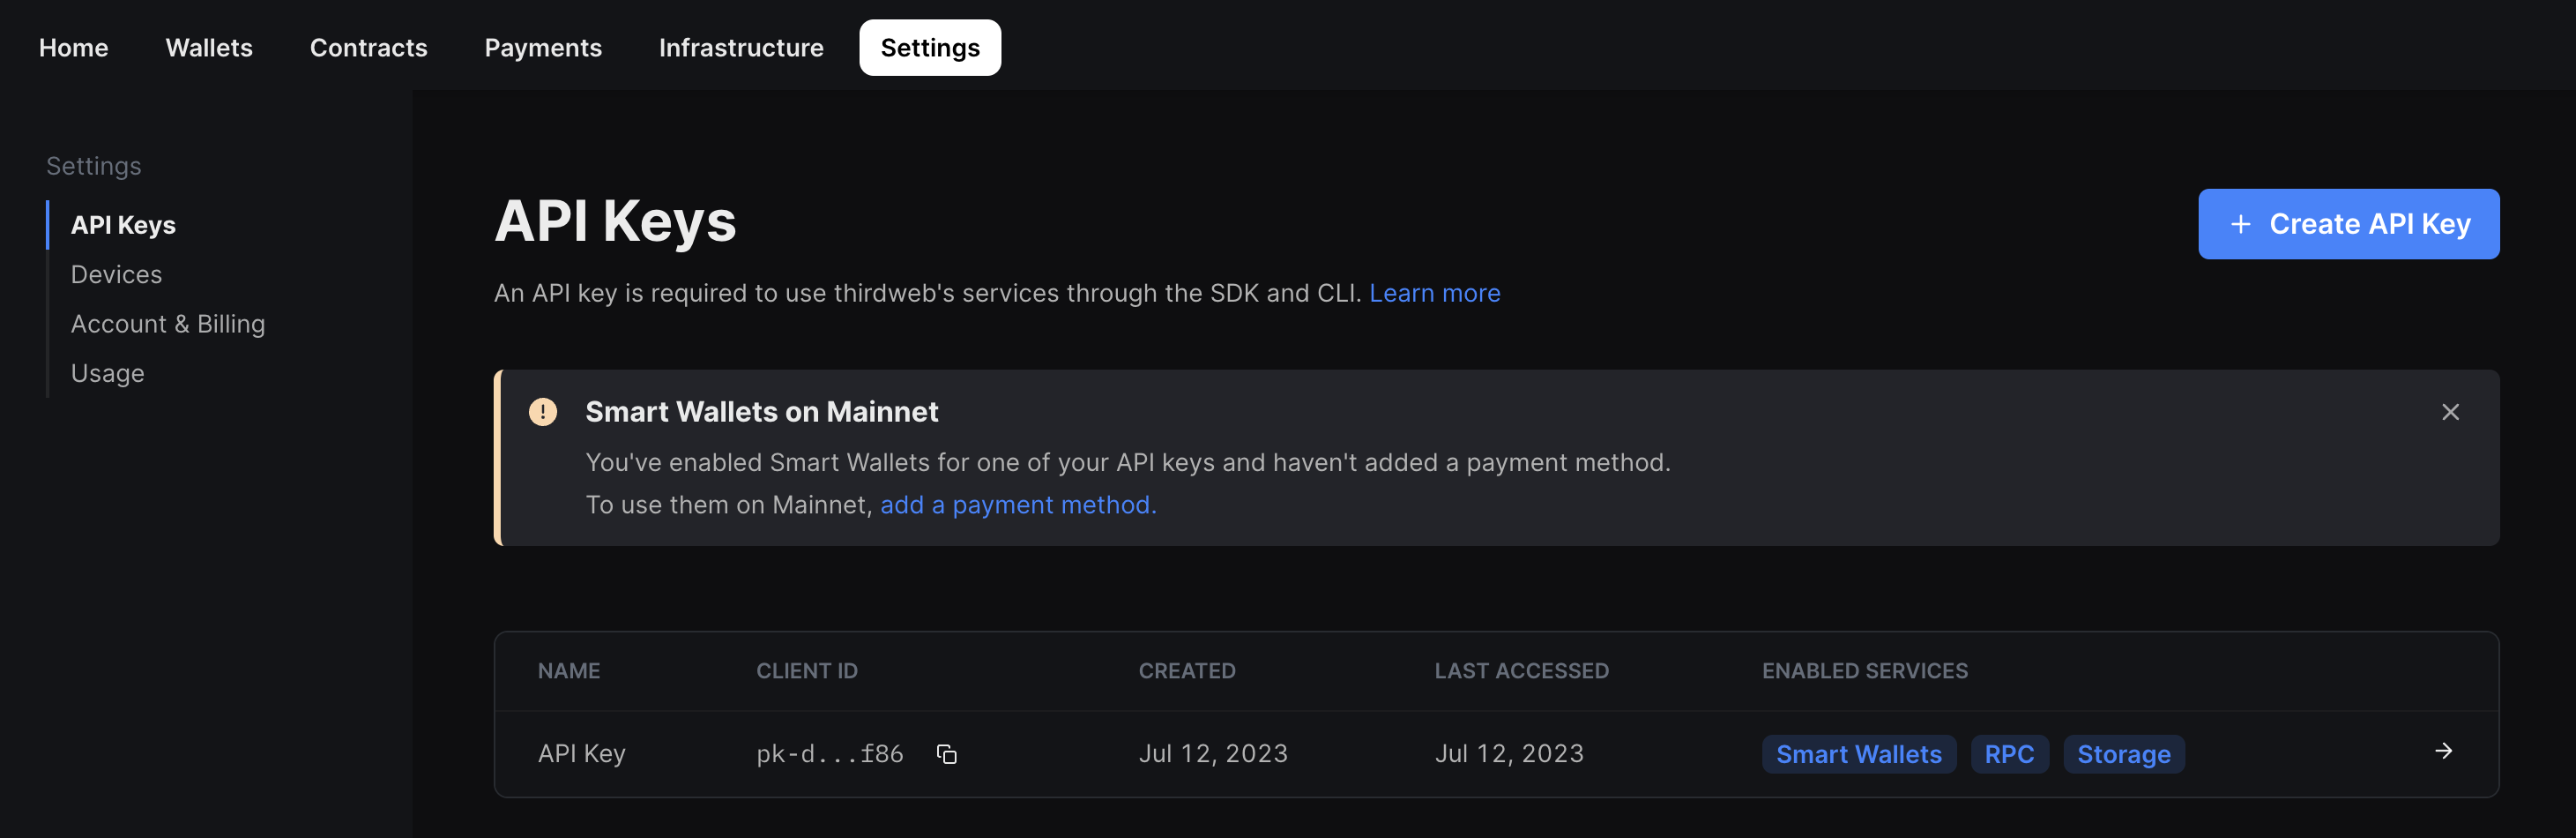 Home Wallets Contracts Payments Infrastructure Settings
Settings
API Keys
Devices
Account & Billing
Usage
API Keys
+ Create API Key
An API key is required to use thirdweb's services through the SDK and CLI. Learn more
Smart Wallets on Mainnet
You've enabled Smart Wallets for one of your API keys and haven't added a payment method.
To use them on Mainnet, add a payment method.
NAME CLIENT ID CREATED LAST ACCESSED ENABLED SERVICES
API Key pk-d...f86 Jul 12, 2023 Jul 12, 2023 Smart Wallets RPC Storage